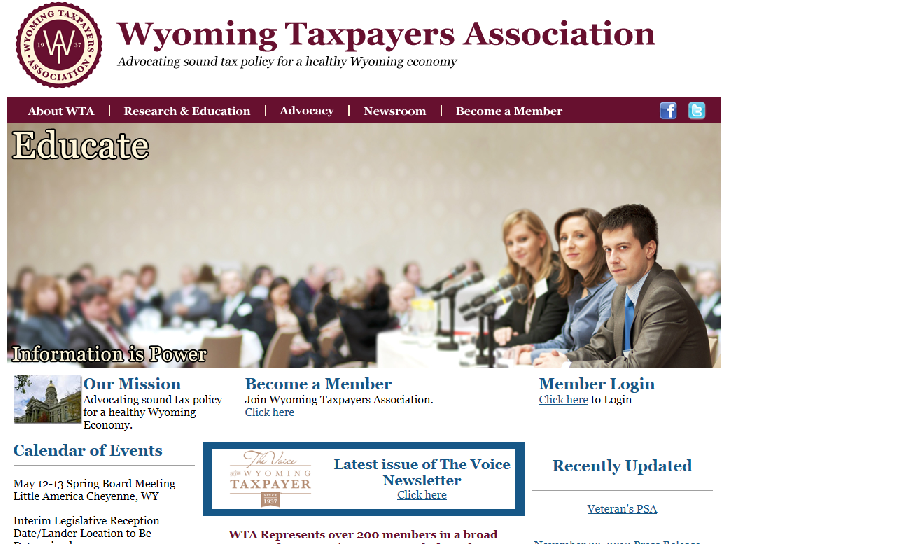 WYOMING TAXPAYERS
19 37
WTA
ASSOCIATION
Wyoming Taxpayers Association
Advocating sound tax policy for a healthy Wyoming economy
About WTA | Research & Education | Advocacy | Newsroom | Become a Member
Educate
Information is Power
Our Mission
Advocating sound tax policy
for a healthy Wyoming
Economy.
Become a Member
Join Wyoming Taxpayers Association.
Click here
Member Login
Click here to Login
Calendar of Events
May 12-13 Spring Board Meeting
Little America Cheyenne, WY
Interim Legislative Reception
Date/Lander Location to Be
The Voice
WYOMING
TAXPAYER
1937
Latest issue of The Voice
Newsletter
Click here
WTA Represents over 200 members in a broad
Recently Updated
Veteran's PSA
Press Release